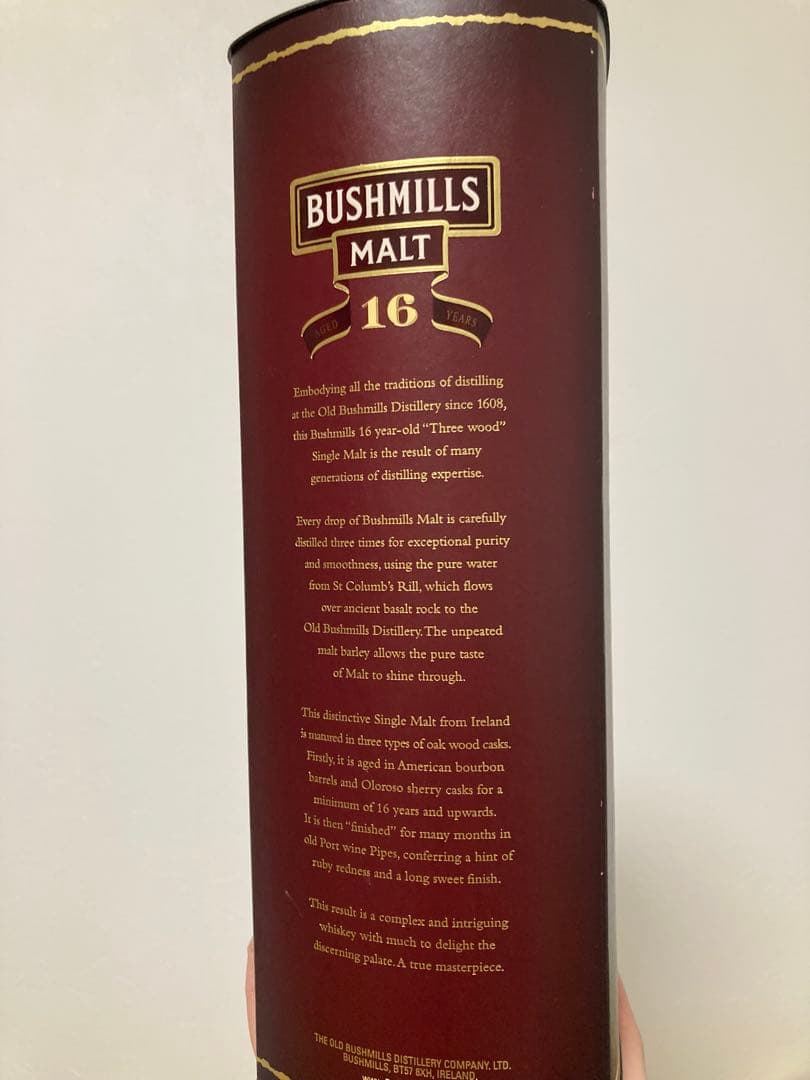 BUSHMILLS
MALT
AGED 16 YEARS
Embodying all the traditions of distilling
at the Old Bushmills Distillery since 1608,
this Bushmills 16 year-old “Three wood”
Single Malt is the result of many
generations of distilling expertise.
Every drop of Bushmills Malt is carefully
distilled three times for exceptional purity
and smoothness, using the pure water
from St Columb's Rill, which flows
over ancient basalt rock to the
Old Bushmills Distillery. The unpeated
malt barley allows the pure taste
of Malt to shine through.
This distinctive Single Malt from Ireland
is matured in three types of oak wood casks.
Firstly, it is aged in American bourbon
barrels and Oloroso sherry casks for a
minimum of 16 years and upwards.
It is then “finished” for many months in
old Port wine Pipes, conferring a hint of
ruby redness and a long sweet finish.
This result is a complex and intriguing
whiskey with much to delight the
discerning palate. A true masterpiece.
THE OLD BUSHMILLS DISTILLERY COMPANY. LTD.
BUSHMILLS, BT57 8XH, IRELAND.